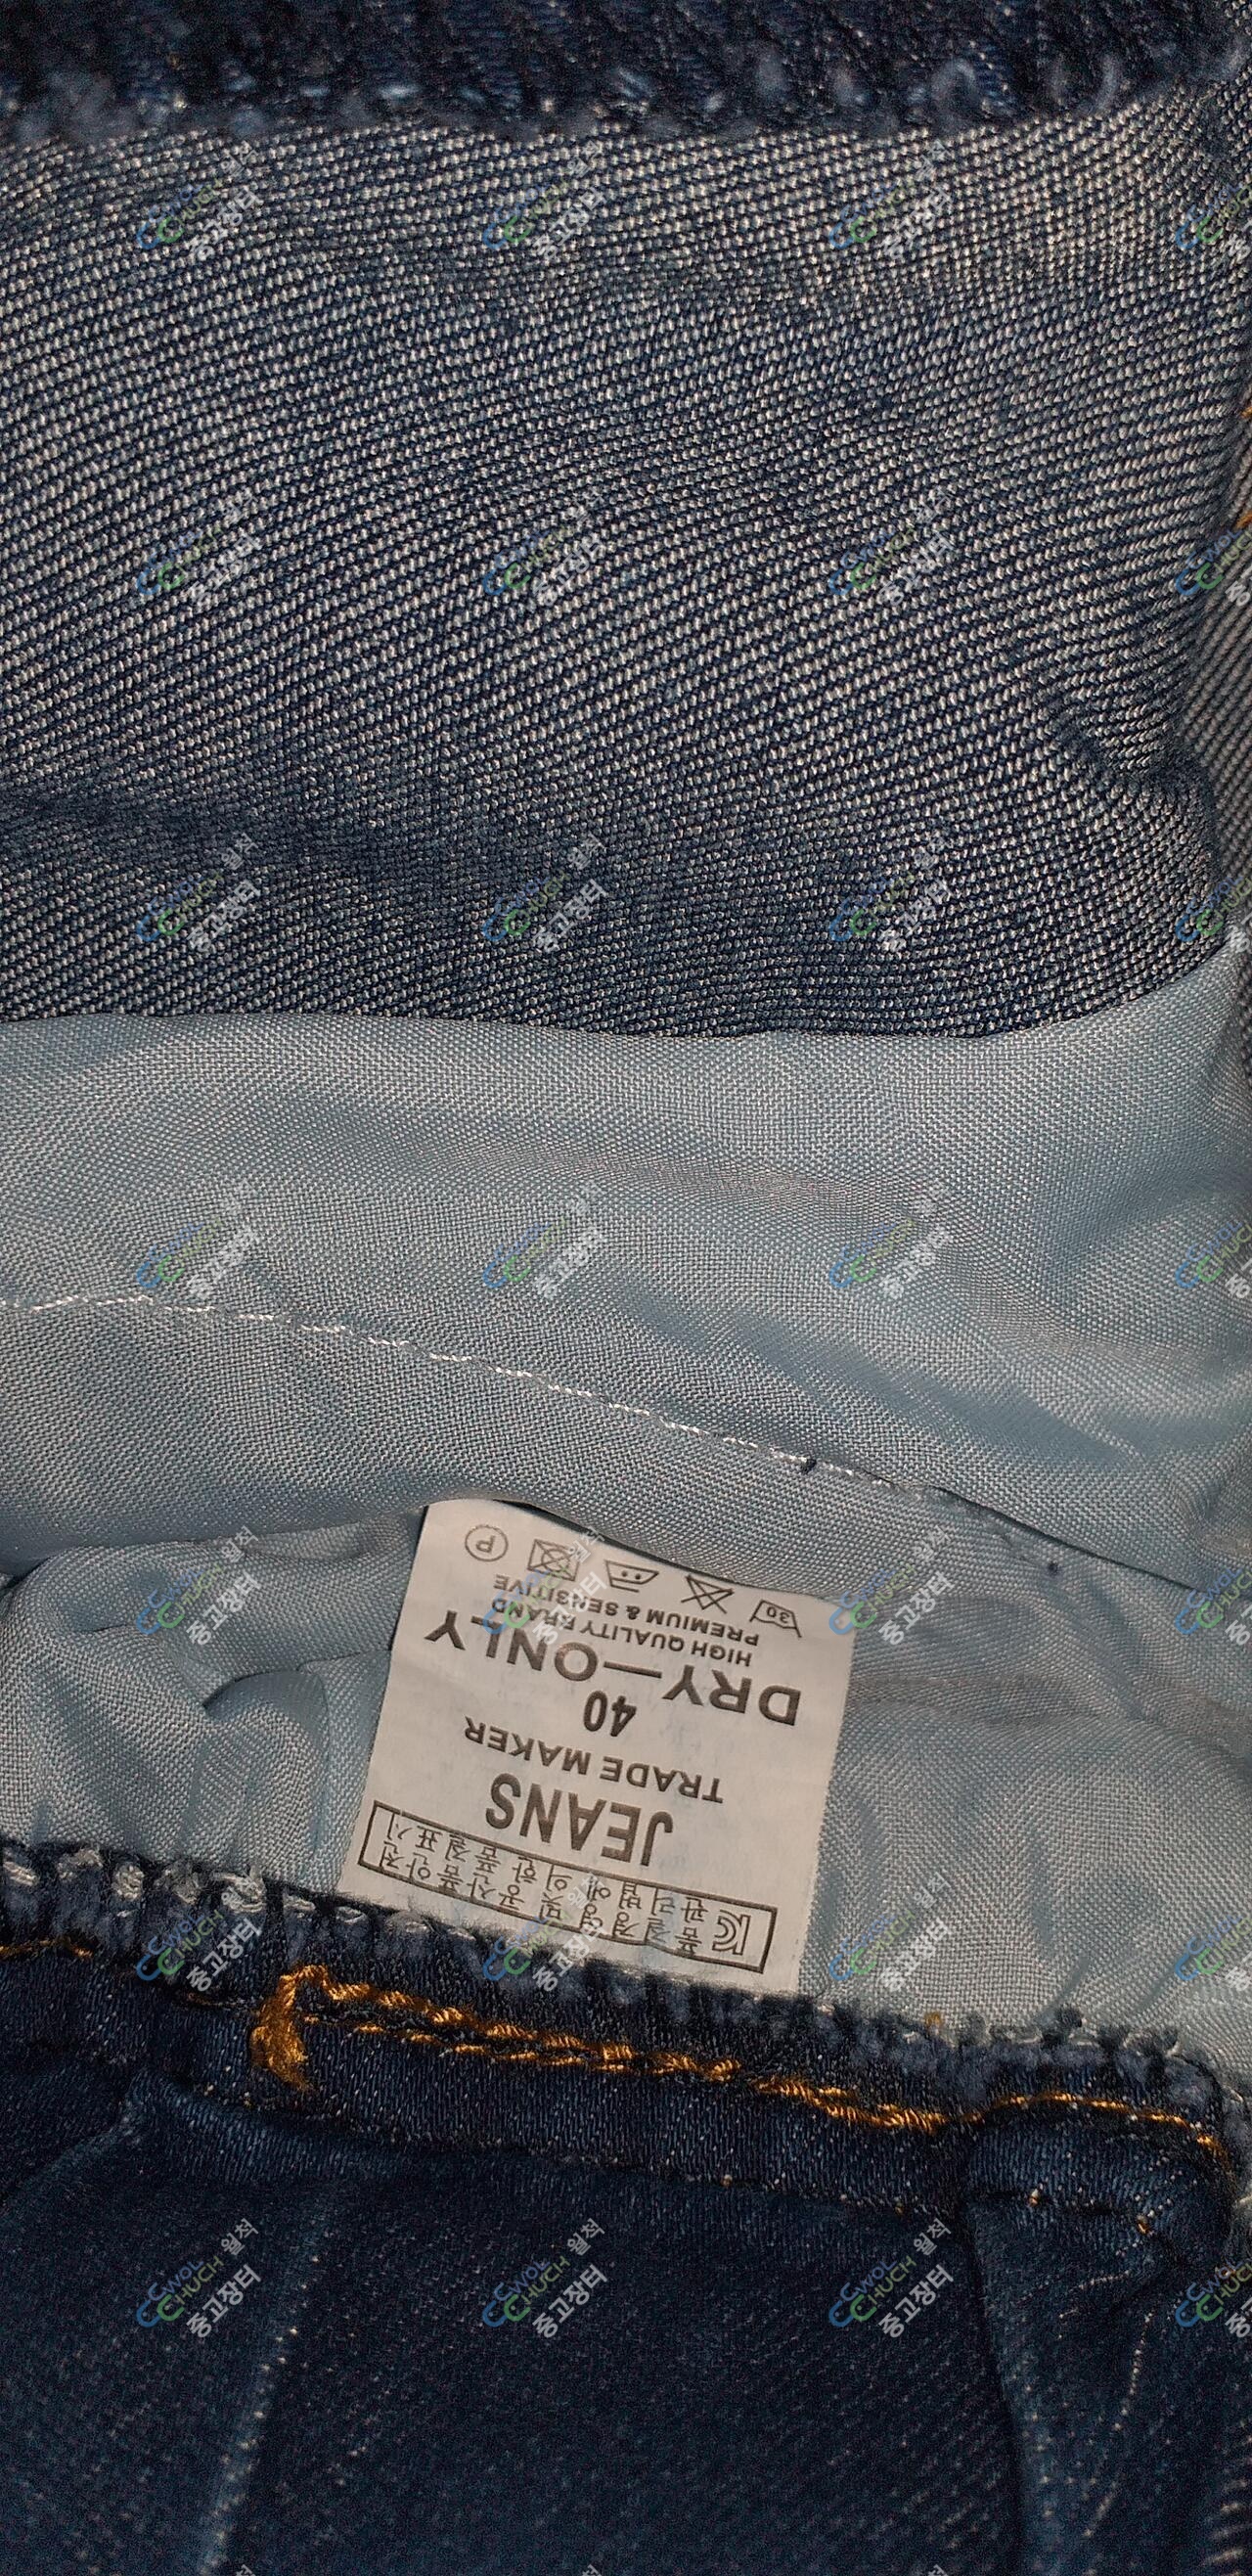 품질경영 및 공산품안전
관리법에 의한 품질표시
JEANS
TRADE MAKER
40
DRY—ONLY
HIGH QUALITY BRAND
PREMIUM & SENSITIVE
30
P
WOL
CHUCH 월척
중고장터